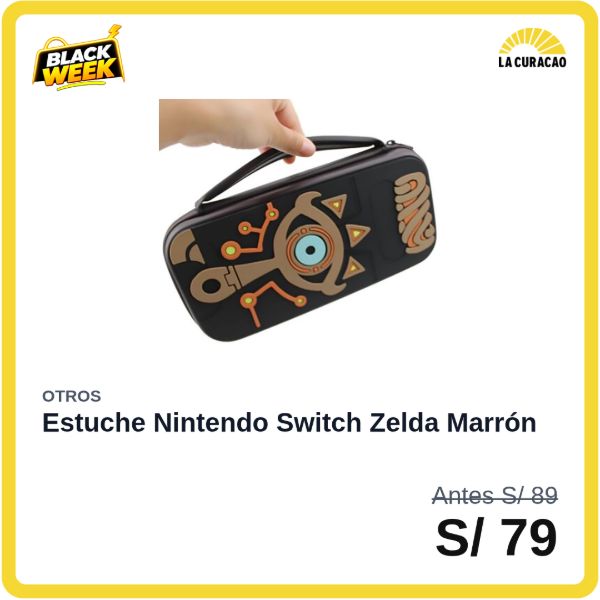 BLACK
WEEK
LA CURACAO
OTROS
Estuche Nintendo Switch Zelda Marrón
Antes S/ 89
S/ 79